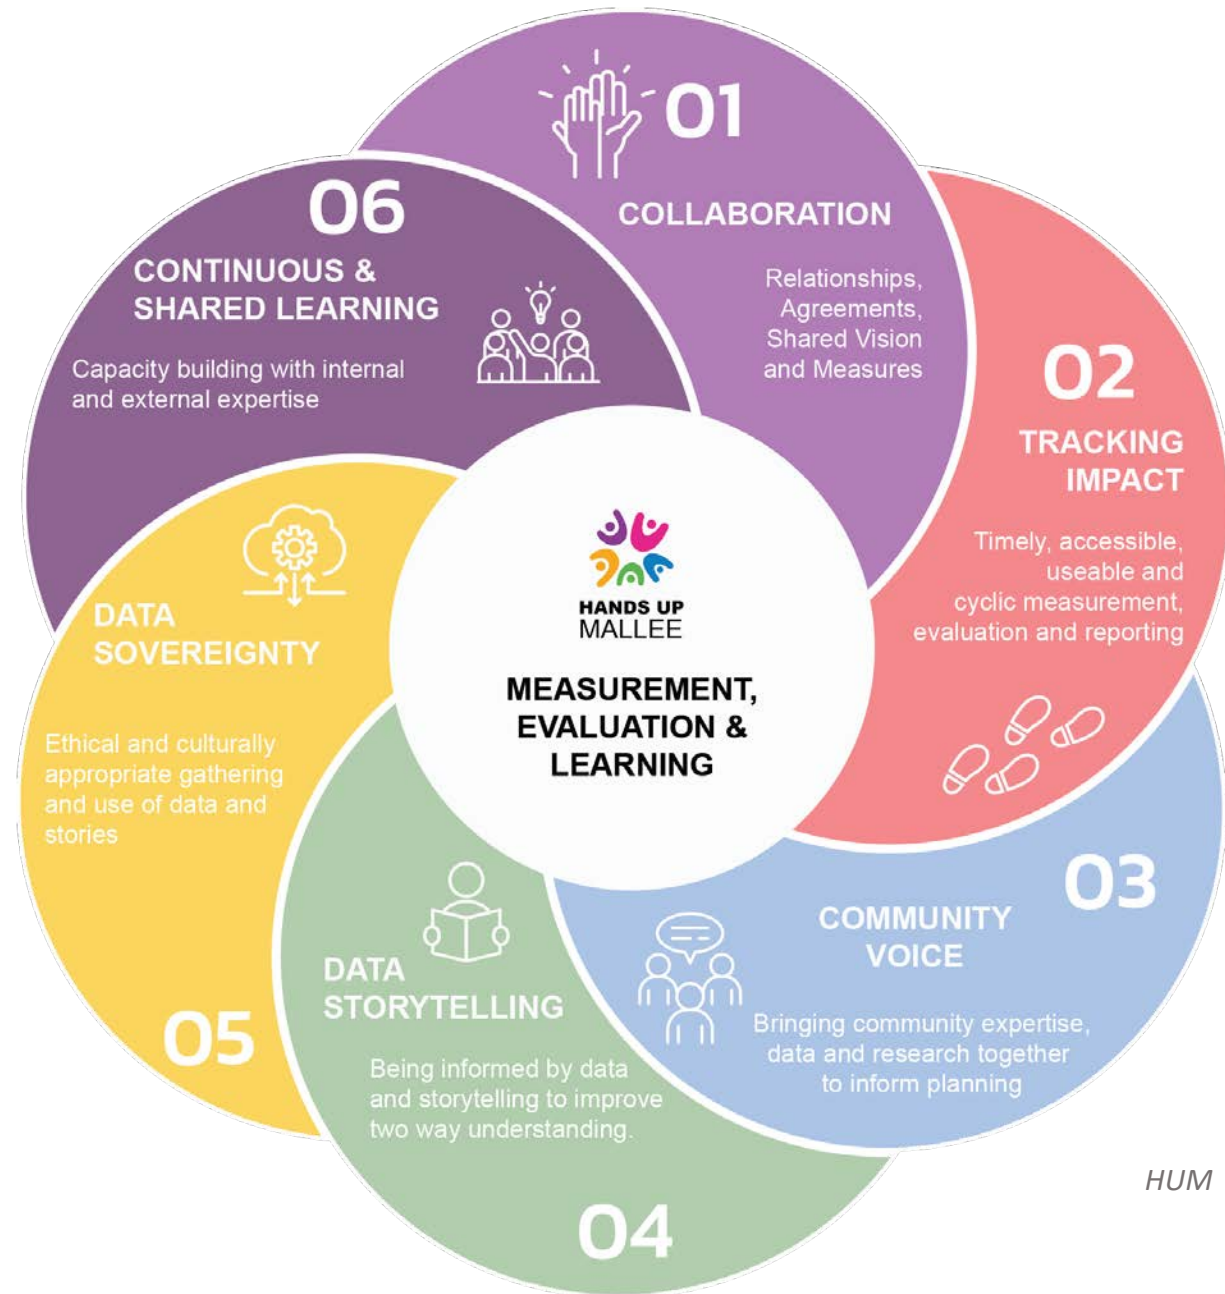 01
COLLABORATION
Relationships,
Agreements,
Shared Vision
and Measures
02
TRACKING
IMPACT
Timely, accessible,
useable and
cyclic measurement,
evaluation and reporting
03
COMMUNITY
VOICE
Bringing community expertise,
data and research together
to inform planning
04
DATA
STORYTELLING
Being informed by data
and storytelling to improve
two way understanding.
05
DATA
SOVEREIGNTY
Ethical and culturally
appropriate gathering
and use of data and
stories
06
CONTINUOUS &
SHARED LEARNING
Capacity building with internal
and external expertise
HANDS UP
MALLEE
MEASUREMENT,
EVALUATION &
LEARNING
HUM